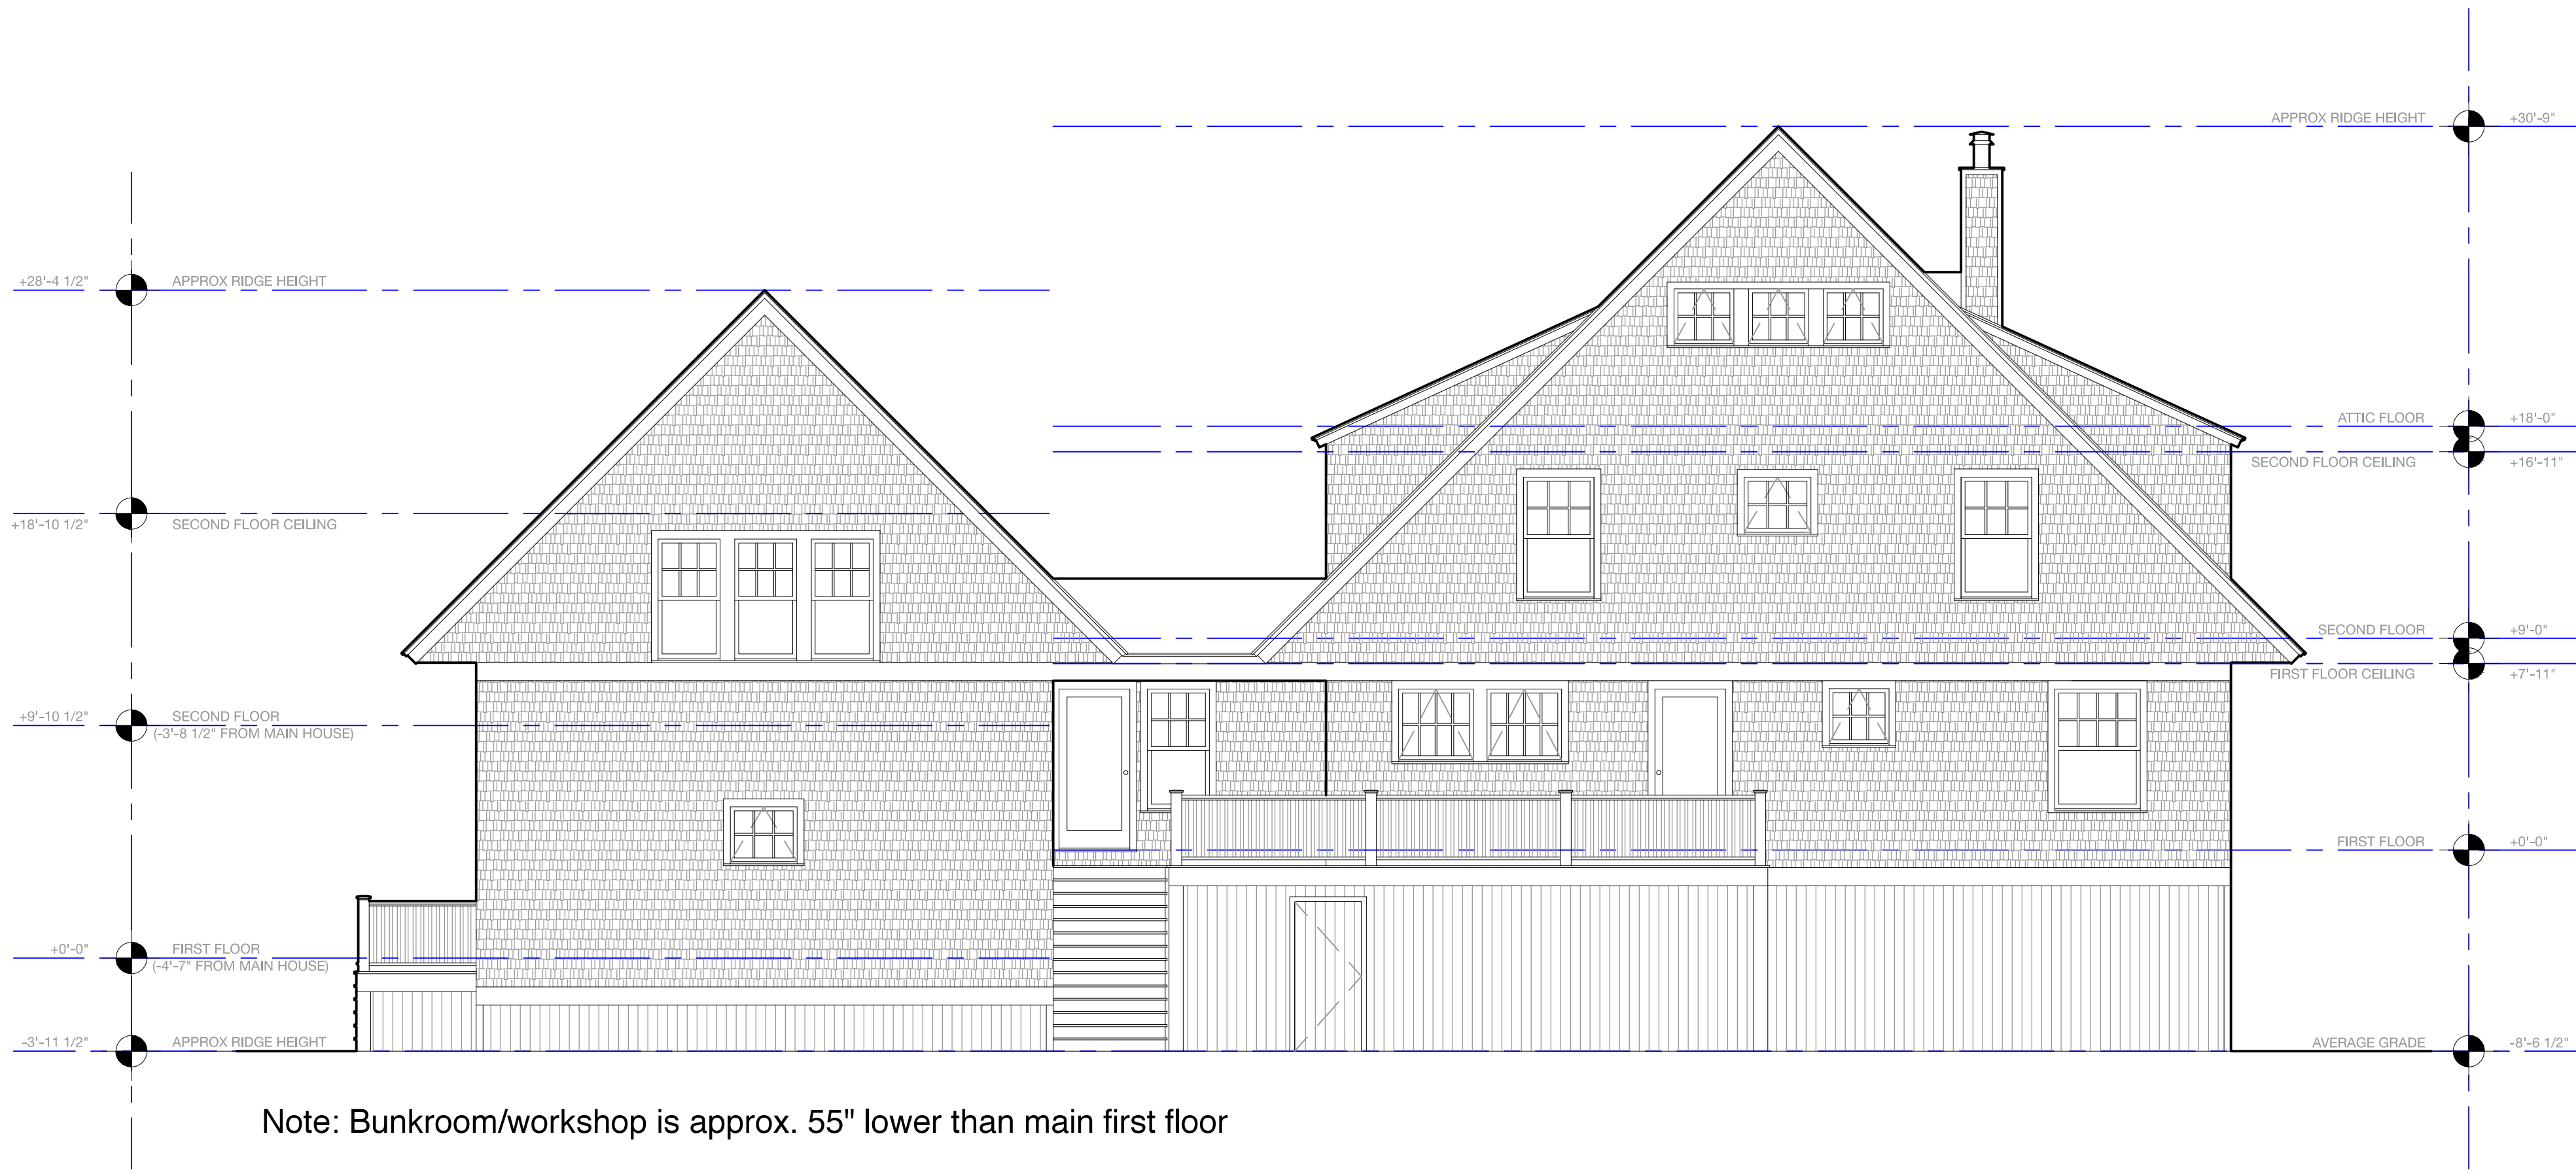 APPROX RIDGE HEIGHT +30'-9"
+28'-4 1/2" APPROX RIDGE HEIGHT
ATTIC FLOOR +18'-0"
SECOND FLOOR CEILING +16'-11"
+18'-10 1/2" SECOND FLOOR CEILING
SECOND FLOOR +9'-0"
FIRST FLOOR CEILING +7'-11"
+9'-10 1/2" SECOND FLOOR
(-3'-8 1/2" FROM MAIN HOUSE)
FIRST FLOOR +0'-0"
+0'-0" FIRST FLOOR
(-4'-7" FROM MAIN HOUSE)
-3'-11 1/2" APPROX RIDGE HEIGHT
AVERAGE GRADE -8'-6 1/2"
Note: Bunkroom/workshop is approx. 55" lower than main first floor